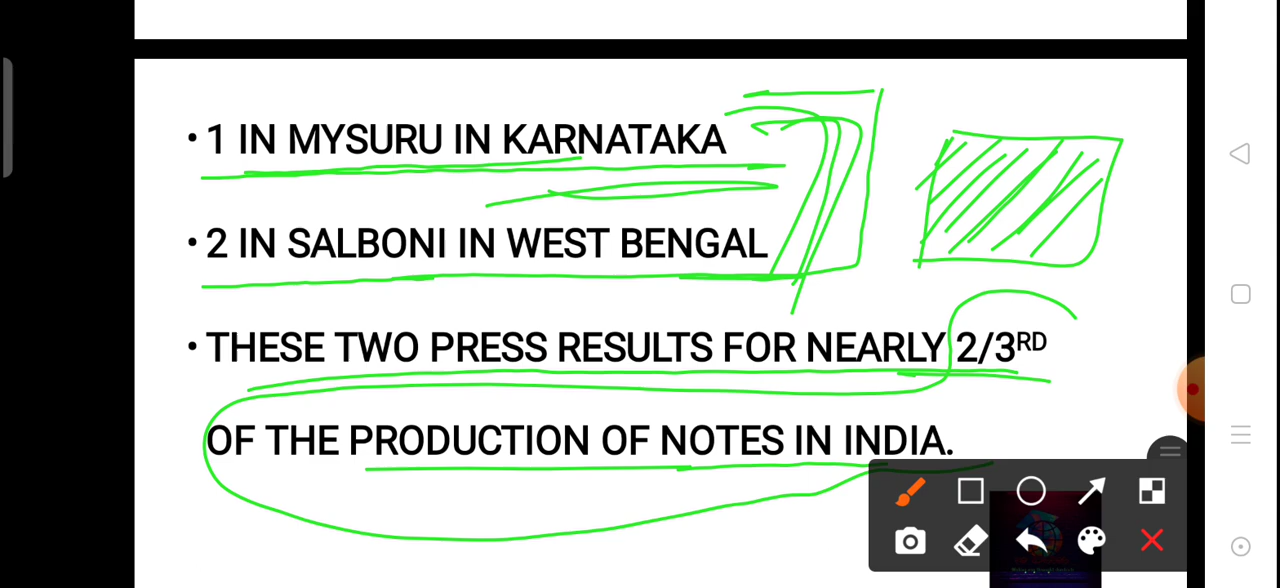 • 1 IN MYSURU IN KARNATAKA
• 2 IN SALBONI IN WEST BENGAL
• THESE TWO PRESS RESULTS FOR NEARLY 2/3RD
OF THE PRODUCTION OF NOTES IN INDIA.